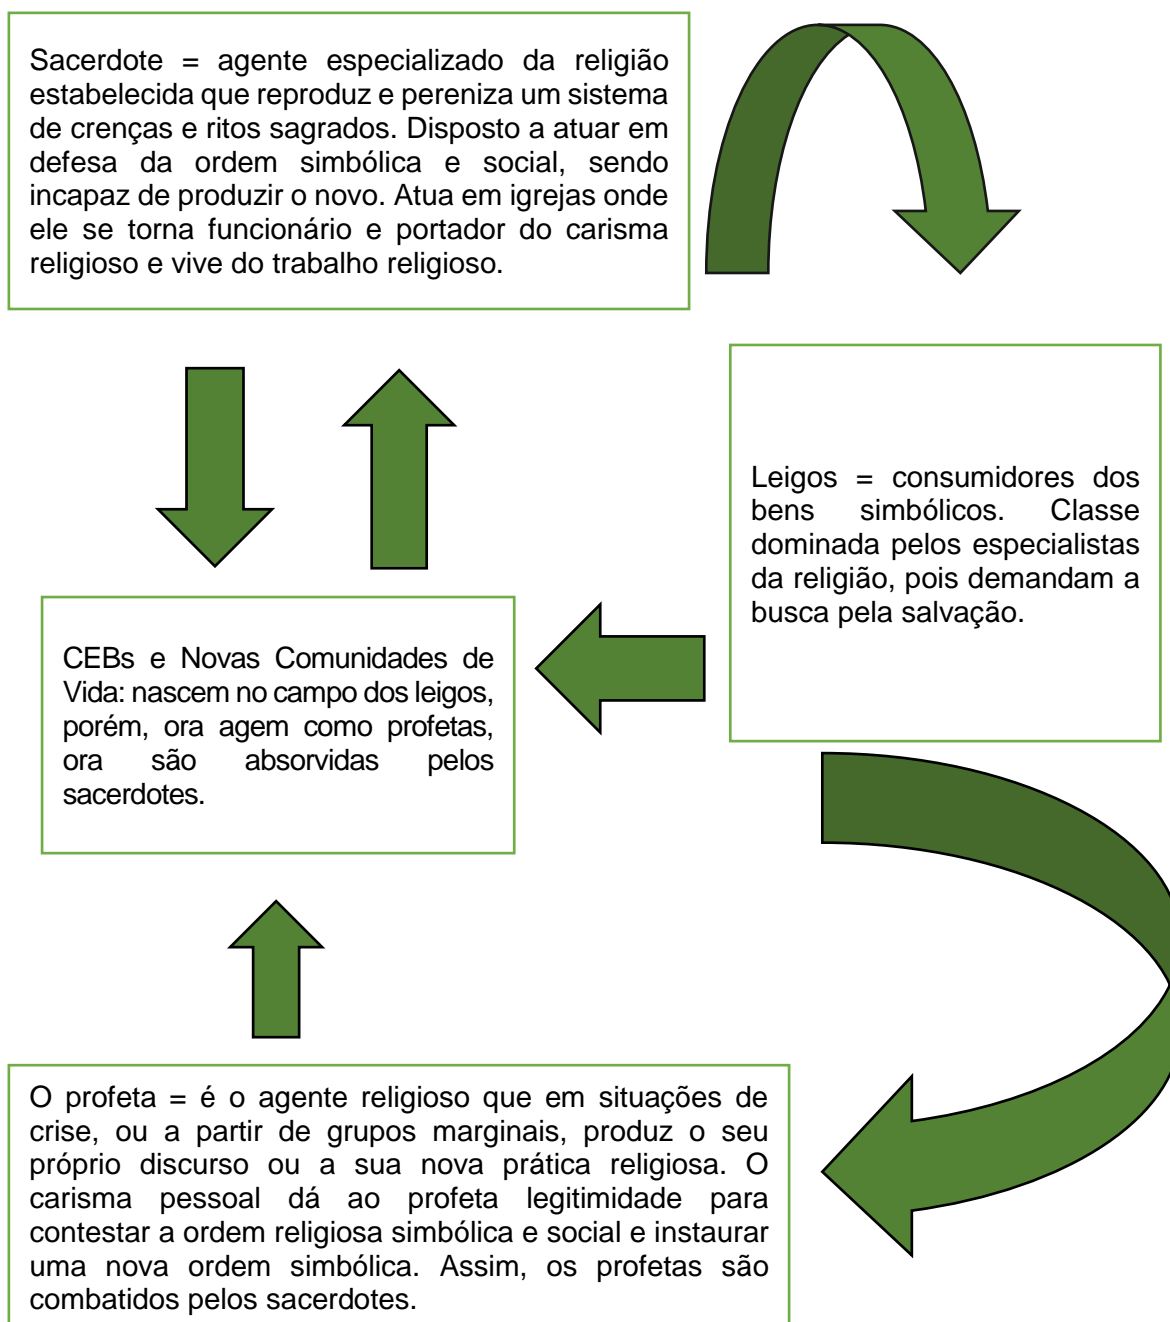 Sacerdote = agente especializado da religião
estabelecida que reproduz e pereniza um sistema
de crenças e ritos sagrados. Disposto a atuar em
defesa da ordem simbólica e social, sendo
incapaz de produzir o novo. Atua em igrejas onde
ele se torna funcionário e portador do carisma
religioso e vive do trabalho religioso.
Leigos = consumidores dos
bens simbólicos. Classe
dominada pelos especialistas
da religião, pois demandam a
busca pela salvação.
CEBs e Novas Comunidades de
Vida: nascem no campo dos leigos,
porém, ora agem como profetas,
ora são absorvidas pelos
sacerdotes.
O profeta = é o agente religioso que em situações de
crise, ou a partir de grupos marginais, produz o seu
próprio discurso ou a sua nova prática religiosa. O
carisma pessoal dá ao profeta legitimidade para
contestar a ordem religiosa simbólica e social e instaurar
uma nova ordem simbólica. Assim, os profetas são
combatidos pelos sacerdotes.